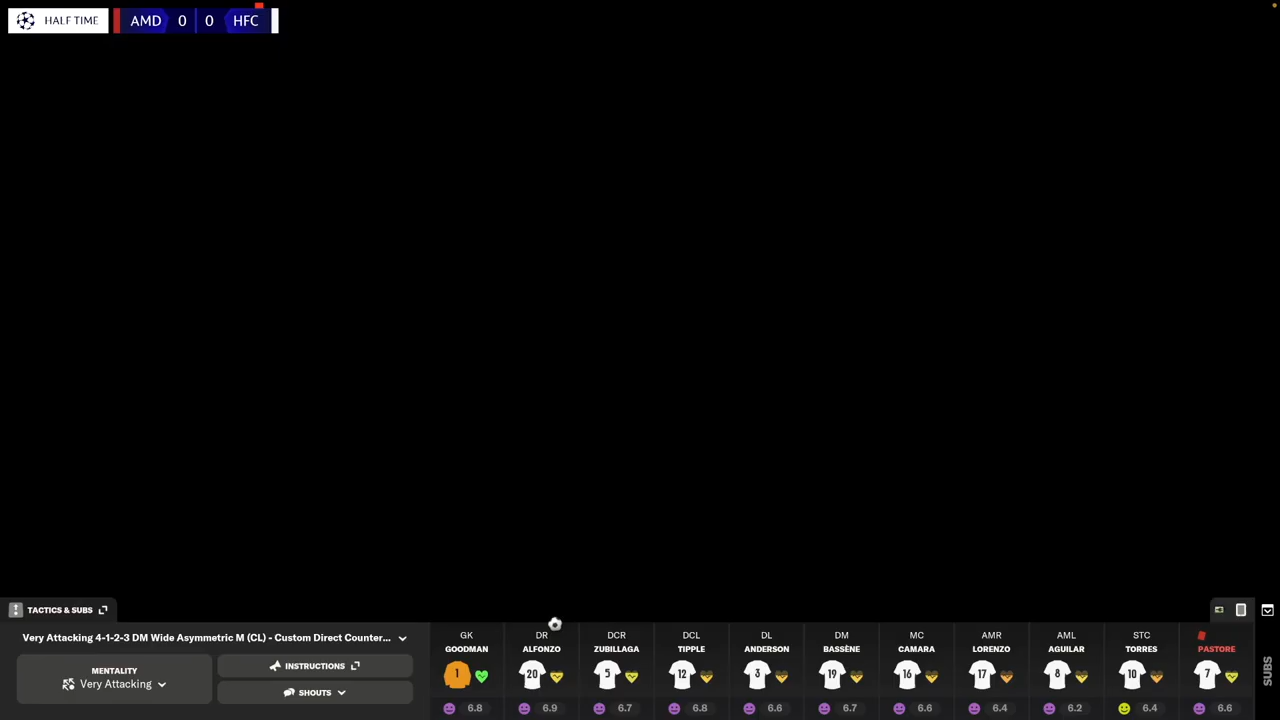 HALF TIME AMD 0 0 HFC
TACTICS & SUBS
Very Attacking 4-1-2-3 DM Wide Asymmetric M (CL) - Custom Direct Counter...
MENTALITY
Very Attacking
INSTRUCTIONS
SHOUTS
GK DR DCR DCL DL DM MC AMR AML STC
GOODMAN ALFONZO ZUBILLAGA TIPPLE ANDERSON BASSÈNE CAMARA LORENZO AGUILAR TORRES PASTORE
1 20 5 12 3 19 16 17 8 10 7
6.8 6.9 6.7 6.8 6.6 6.7 6.6 6.4 6.2 6.4 6.6
SUBS